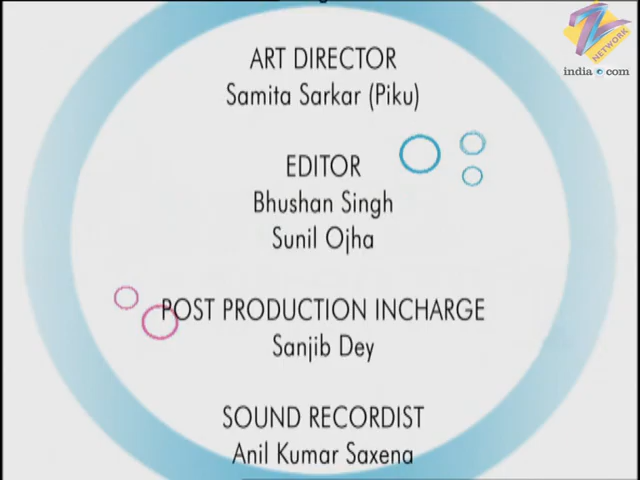 Z
NETWORK
india.com
ART DIRECTOR
Samita Sarkar (Piku)
EDITOR
Bhushan Singh
Sunil Ojha
POST PRODUCTION INCHARGE
Sanjib Dey
SOUND RECORDIST
Anil Kumar Saxena